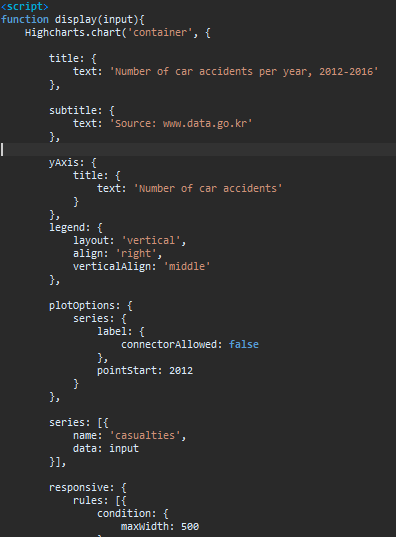 <script>
function display(input){
    Highcharts.chart('container', {

        title: {
            text: 'Number of car accidents per year, 2012-2016'
        },

        subtitle: {
            text: 'Source: www.data.go.kr'
        },

        yAxis: {
            title: {
                text: 'Number of car accidents'
            }
        },
        legend: {
            layout: 'vertical',
            align: 'right',
            verticalAlign: 'middle'
        },

        plotOptions: {
            series: {
                label: {
                    connectorAllowed: false
                },
                pointStart: 2012
            }
        },

        series: [{
            name: 'casualties',
            data: input
        }],

        responsive: {
            rules: [{
                condition: {
                    maxWidth: 500